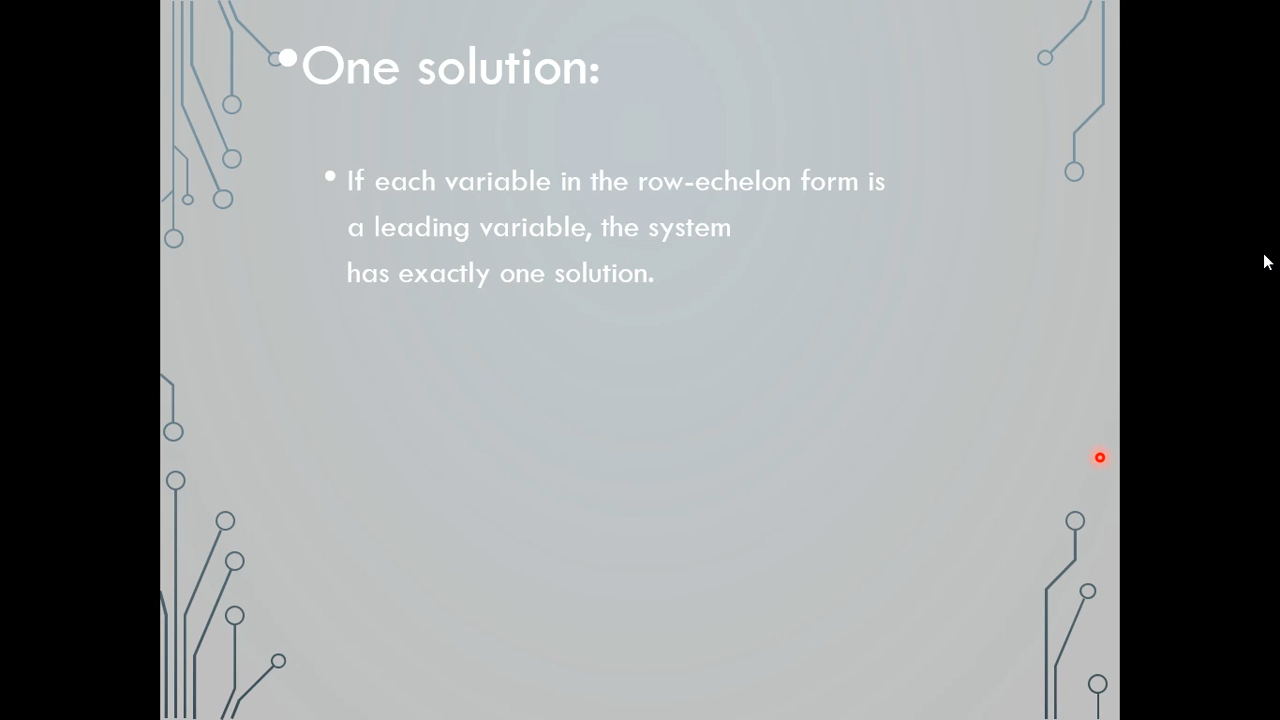 •One solution:
• If each variable in the row-echelon form is
a leading variable, the system
has exactly one solution.